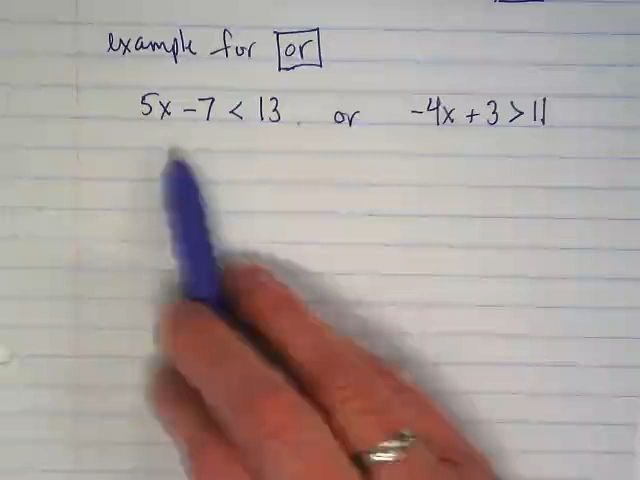 example for or
5x - 7 < 13 or -4x + 3 > 11